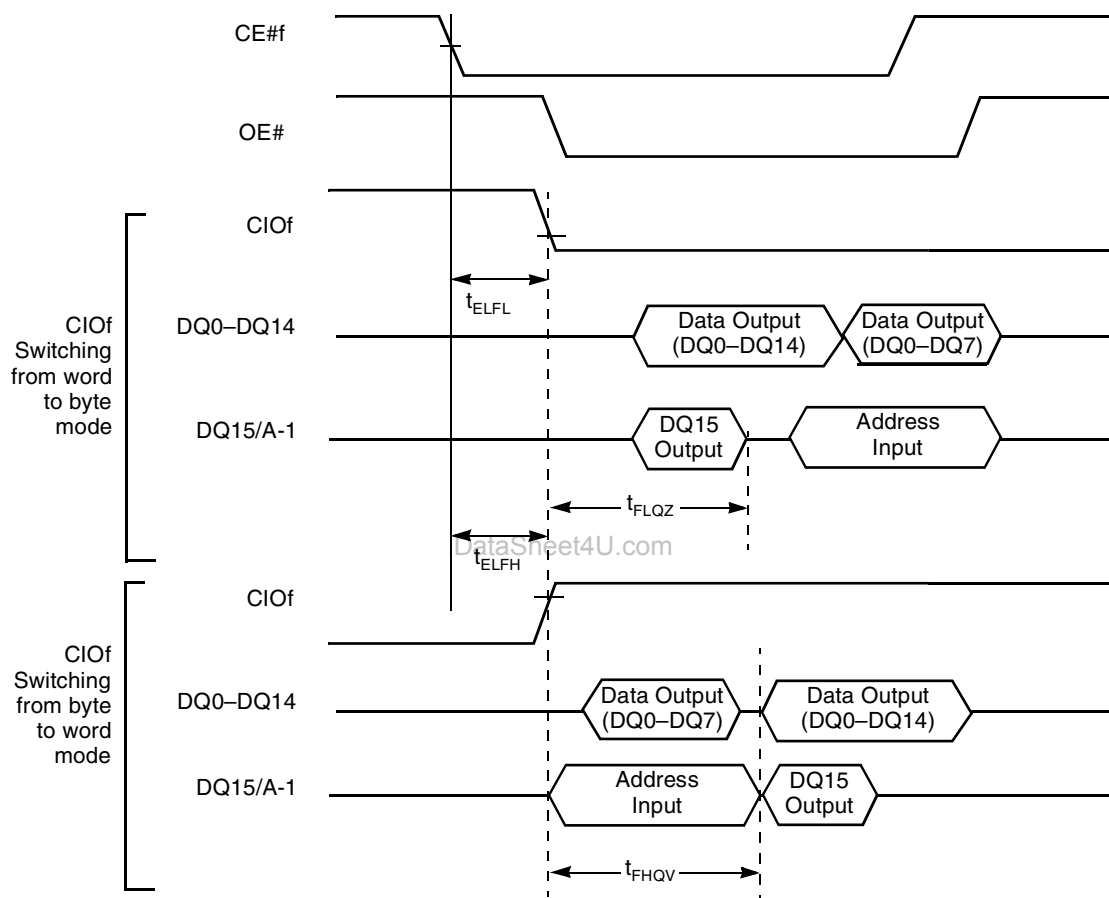 CE#f
OE#
CIOf
CIOf
Switching
from word
to byte
mode
tELFL
DQ0–DQ14
Data Output
(DQ0–DQ14)
Data Output
(DQ0–DQ7)
DQ15/A-1
DQ15
Output
Address
Input
tFLQZ
DataSheet4U.com
tELFH
CIOf
CIOf
Switching
from byte
to word
mode
DQ0–DQ14
Data Output
(DQ0–DQ7)
Data Output
(DQ0–DQ14)
DQ15/A-1
Address
Input
DQ15
Output
tFHQV